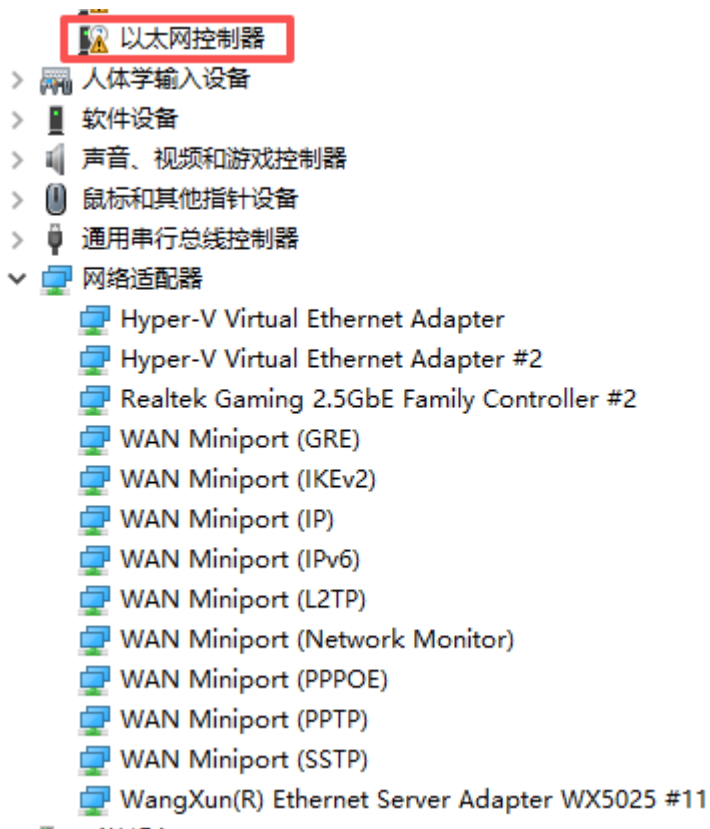 以太网控制器
人体学输入设备
软件设备
声音、视频和游戏控制器
鼠标和其他指针设备
通用串行总线控制器
网络适配器
Hyper-V Virtual Ethernet Adapter
Hyper-V Virtual Ethernet Adapter #2
Realtek Gaming 2.5GbE Family Controller #2
WAN Miniport (GRE)
WAN Miniport (IKEv2)
WAN Miniport (IP)
WAN Miniport (IPv6)
WAN Miniport (L2TP)
WAN Miniport (Network Monitor)
WAN Miniport (PPPOE)
WAN Miniport (PPTP)
WAN Miniport (SSTP)
WangXun(R) Ethernet Server Adapter WX5025 #11